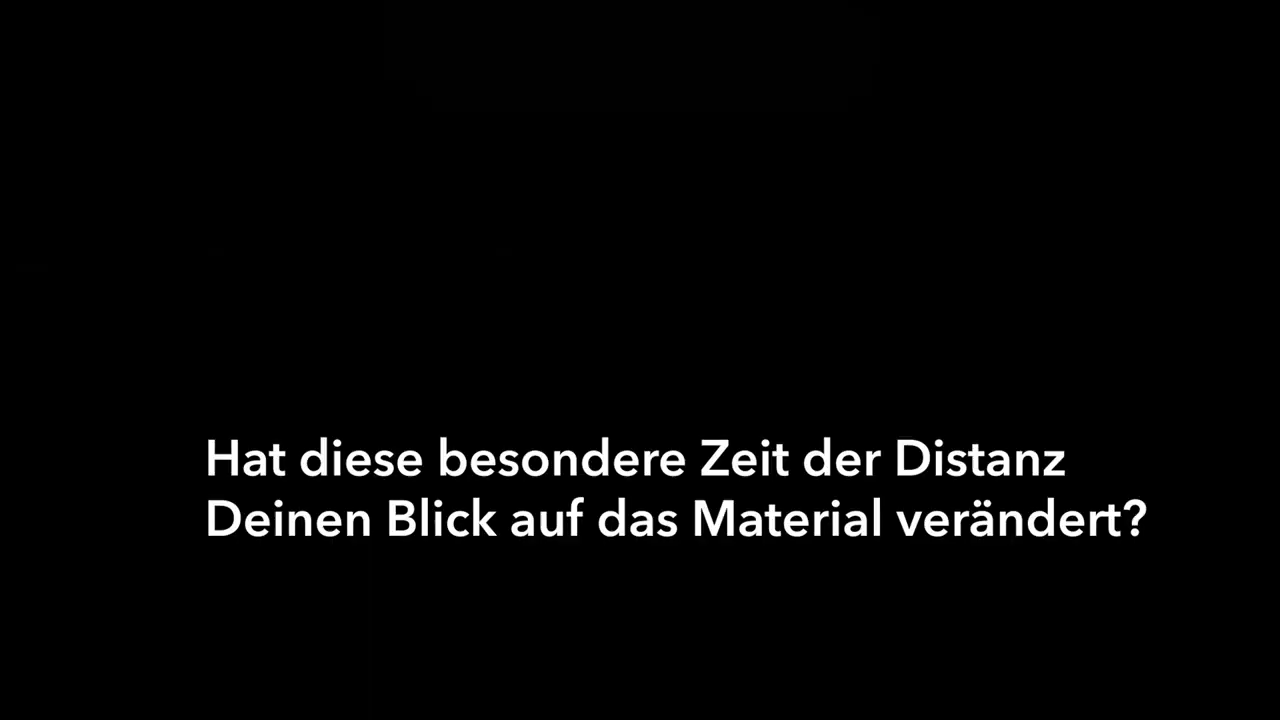 Hat diese besondere Zeit der Distanz
Deinen Blick auf das Material verändert?